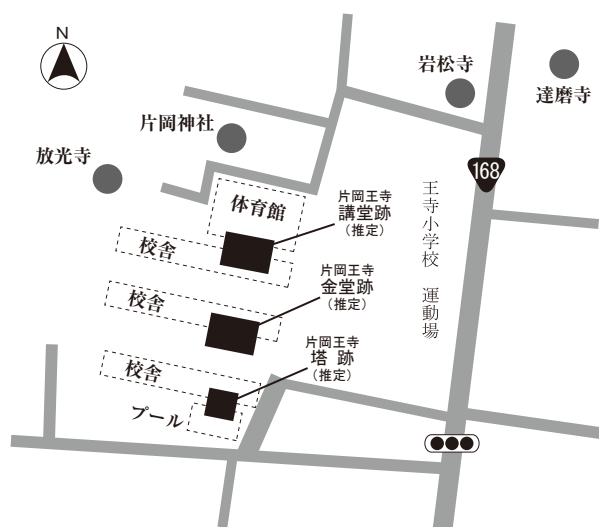 N
岩松寺
達磨寺
片岡神社
放光寺
168
体育館
片岡王寺
講堂跡
（推定）
王寺小学校　運動場
校舎
片岡王寺
金堂跡
（推定）
校舎
片岡王寺
塔 跡
（推定）
校舎
プール